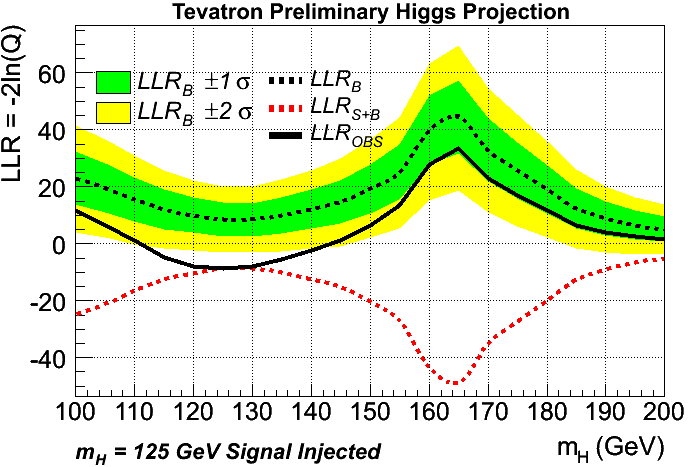 Tevatron Preliminary Higgs Projection
LLR = -2ln(Q)
LLR_B ±1 σ
LLR_B ±2 σ
LLR_B
LLR_S+B
LLR_OBS
60
40
20
0
-20
-40
100 110 120 130 140 150 160 170 180 190 200
m_H = 125 GeV Signal Injected
m_H (GeV)